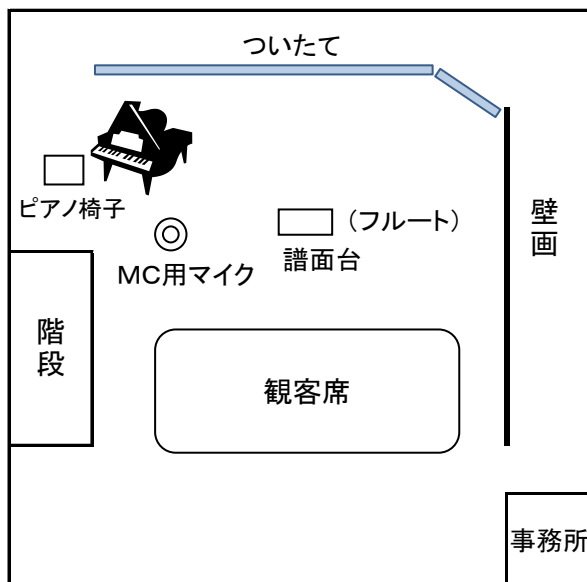 ついたて
ピアノ椅子
(フルート)
MC用マイク
譜面台
壁画
階段
観客席
事務所